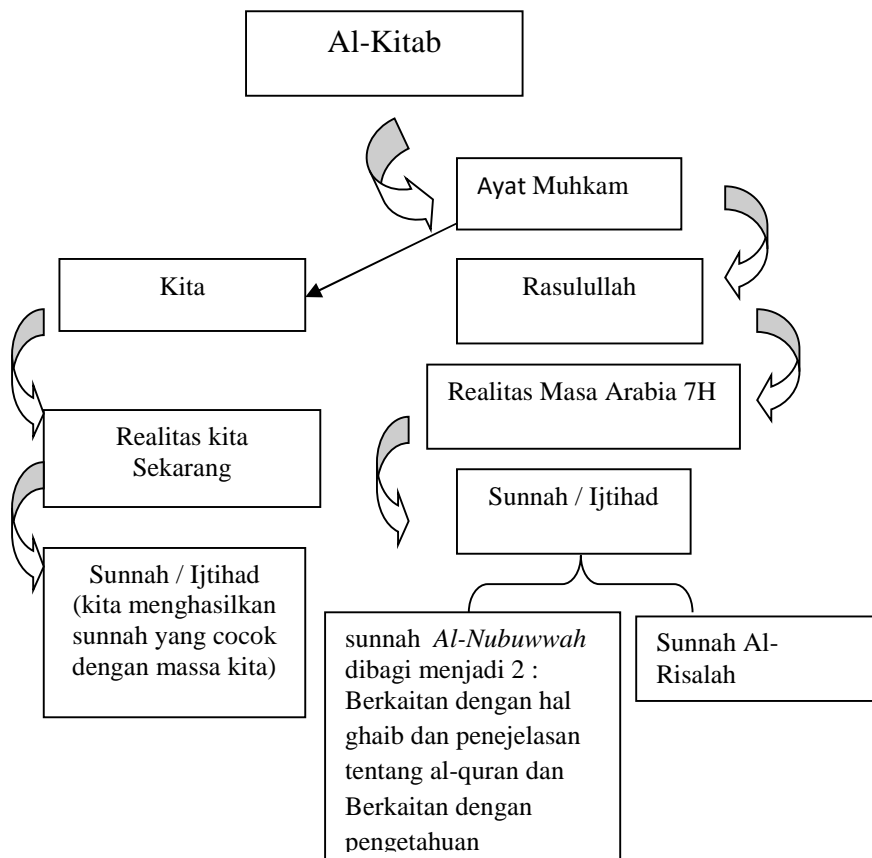 Al-Kitab
Ayat Muhkam
Kita
Rasulullah
Realitas Masa Arabia 7H
Realitas kita
Sekarang
Sunnah / Ijtihad
Sunnah / Ijtihad
(kita menghasilkan
sunnah yang cocok
dengan massa kita)
sunnah Al-Nubuwwah
dibagi menjadi 2 :
Berkaitan dengan hal
ghaib dan penejelasan
tentang al-quran dan
Berkaitan dengan
pengetahuan
Sunnah Al-
Risalah